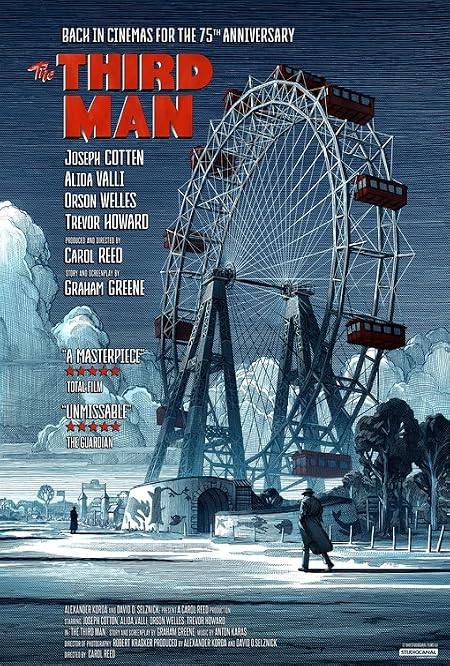 BACK IN CINEMAS FOR THE 75TH ANNIVERSARY
The THIRD
MAN
JOSEPH COTTEN
ALIDA VALLI
ORSON WELLES
TREVOR HOWARD
PRODUCED AND DIRECTED BY
CAROL REED
STORY AND SCREENPLAY BY
GRAHAM GREENE
"A MASTERPIECE"
★★★★★
TOTAL FILM
"UNMISSABLE"
★★★★★
THE GUARDIAN
ALEXANDER KORDA AND DAVID O. SELZNICK PRESENT A CAROL REED PRODUCTION
STARRING JOSEPH COTTEN, ALIDA VALLI, ORSON WELLES, TREVOR HOWARD
IN 'THE THIRD MAN' STORY AND SCREENPLAY BY GRAHAM GREENE MUSIC BY ANTON KARAS
DIRECTOR OF PHOTOGRAPHY ROBERT KRASKER PRODUCED BY ALEXANDER KORDA AND DAVID O.SELZNICK
DIRECTED BY CAROL REED
STUDIOCANAL